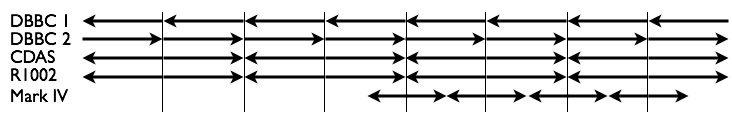 DBBC 1
DBBC 2
CDAS
R1002
Mark IV